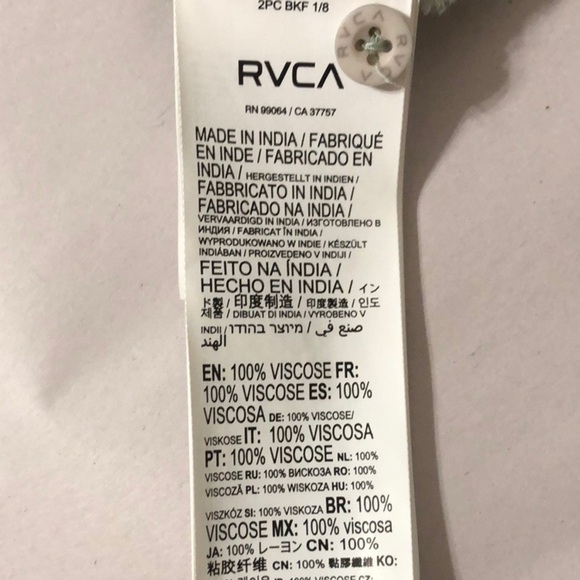 2PC BKF 1/8
RVCA
RVCA
RVCA
RN 99064 / CA 37757
MADE IN INDIA / FABRIQUÉ
EN INDE / FABRICADO EN
INDIA / HERGESTELLT IN INDIEN /
FABBRICATO IN INDIA /
FABRICADO NA INDIA /
VERVAARDIGD IN INDIA / ИЗГОТОВЛЕНО В
ИНДИЯ / FABRICAT ÎN INDIA /
WYPRODUKOWANO W INDIE / KÉSZÜLT
INDIÁBAN / PROIZVEDENO V INDIJI /
FEITO NA ÍNDIA /
HECHO EN INDIA / イン
ド製 / 印度制造 / 印度製造 / 인도
제품 / DIBUAT DI INDIA / VYROBENO V
INDII / צנע في / מיוצר בהודו
الهند
EN: 100% VISCOSE FR:
100% VISCOSE ES: 100%
VISCOSA DE: 100% VISCOSE/
VISKOSE IT: 100% VISCOSA
PT: 100% VISCOSE NL: 100%
VISCOSE RU: 100% ВИСКОЗА RO: 100%
VISCOZĂ PL: 100% WISKOZA HU: 100%
VISZKÓZ SI: 100% VISKOZA BR: 100%
VISCOSE MX: 100% viscosa
JA: 100% レーヨン CN: 100%
粘胶纤维 CN: 100% 黏膠纖維 KO: